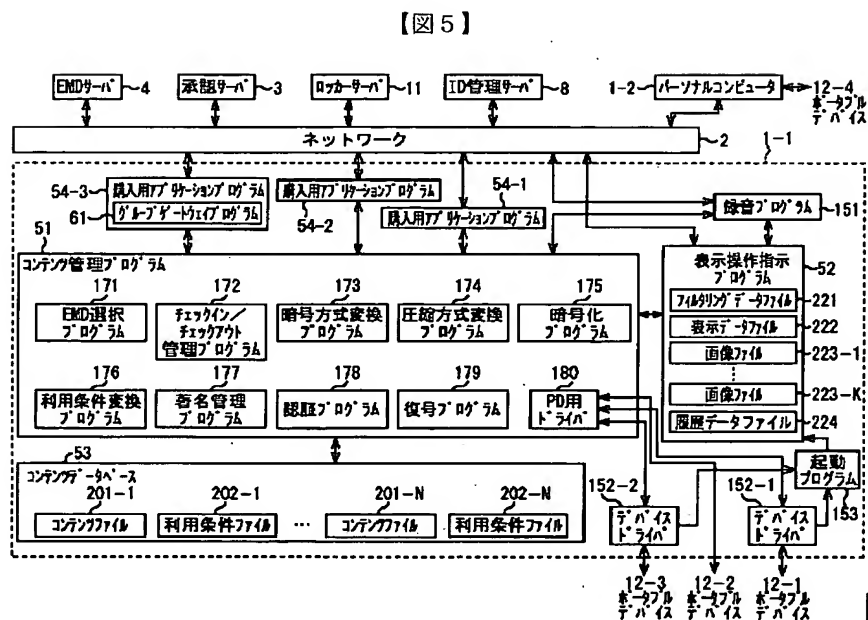 【図5】
EMDサーバ 4
承認サーバ 3
ロッカーサーバ 11
ID管理サーバ 8
1-2 パーソナルコンピュータ
12-4
ポータブル
デバイス
ネットワーク 2
1-1
54-3 購入用アプリケーションプログラム
61 グループゲートウェイプログラム
購入用アプリケーションプログラム
54-2
54-1
購入用アプリケーションプログラム
録音プログラム 151
51
コンテンツ管理プログラム
171
EMD選択
プログラム
172
チェックイン/
チェックアウト
管理プログラム
173
暗号方式変換
プログラム
174
圧縮方式変換
プログラム
175
暗号化
プログラム
176
利用条件変換
プログラム
177
署名管理
プログラム
178
認証プログラム
179
復号プログラム
180
PD用
ドライバ
表示操作指示
プログラム
52
フィルタリングデータファイル 221
表示データファイル 222
画像ファイル 223-1
画像ファイル 223-K
履歴データファイル 224
起動
プログラム
153
53
コンテンツデータベース
201-1
コンテンツファイル
202-1
利用条件ファイル
…
201-N
コンテンツファイル
202-N
利用条件ファイル
152-2
デバイス
ドライバ
152-1
デバイス
ドライバ
12-3
ポータブル
デバイス
12-2
ポータブル
デバイス
12-1
ポータブル
デバイス